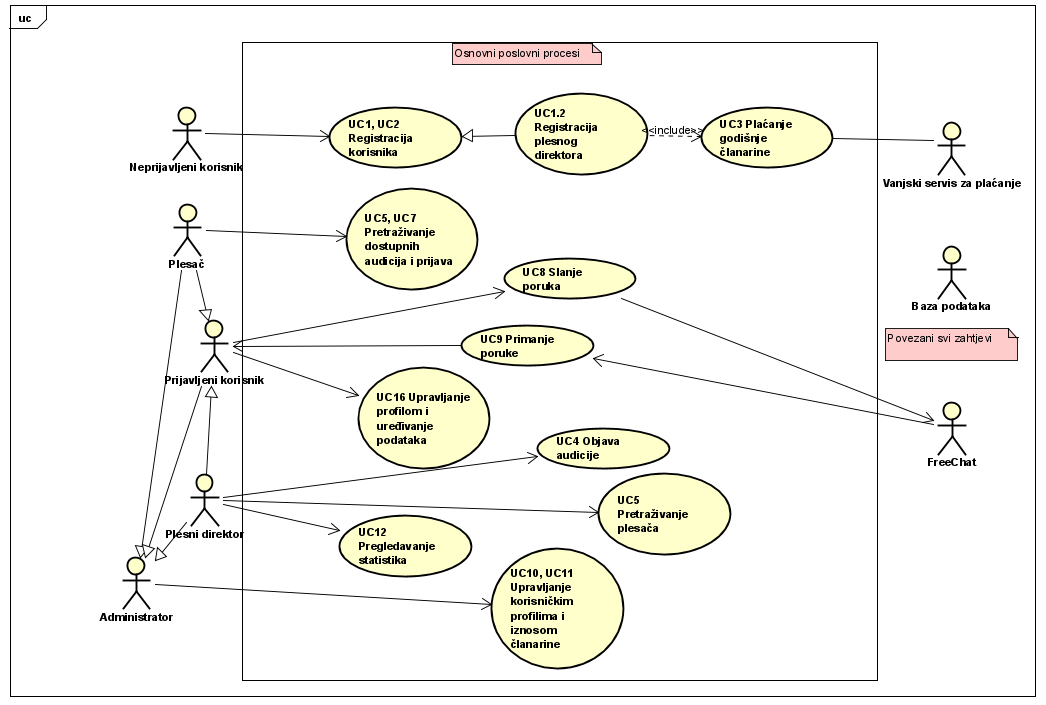 uc
Osnovni poslovni procesi
Neprijavljeni korisnik
UC1, UC2
Registracija
korisnika
UC1.2
Registracija
plesnog
direktora
<<include>>
UC3 Plaćanje
godišnje
članarine
Vanjski servis za plaćanje
Plesač
UC5, UC7
Pretraživanje
dostupnih
audicija i prijava
UC8 Slanje
poruka
Baza podataka
Povezani svi zahtjevi
Prijavljeni korisnik
UC9 Primanje
poruke
UC16 Upravljanje
profilom i
uređivanje
podataka
FreeChat
UC4 Objava
audicije
Plesni direktor
UC5
Pretraživanje
plesača
UC12
Pregledavanje
statistika
Administrator
UC10, UC11
Upravljanje
korisničkim
profilima i
iznosom
članarine